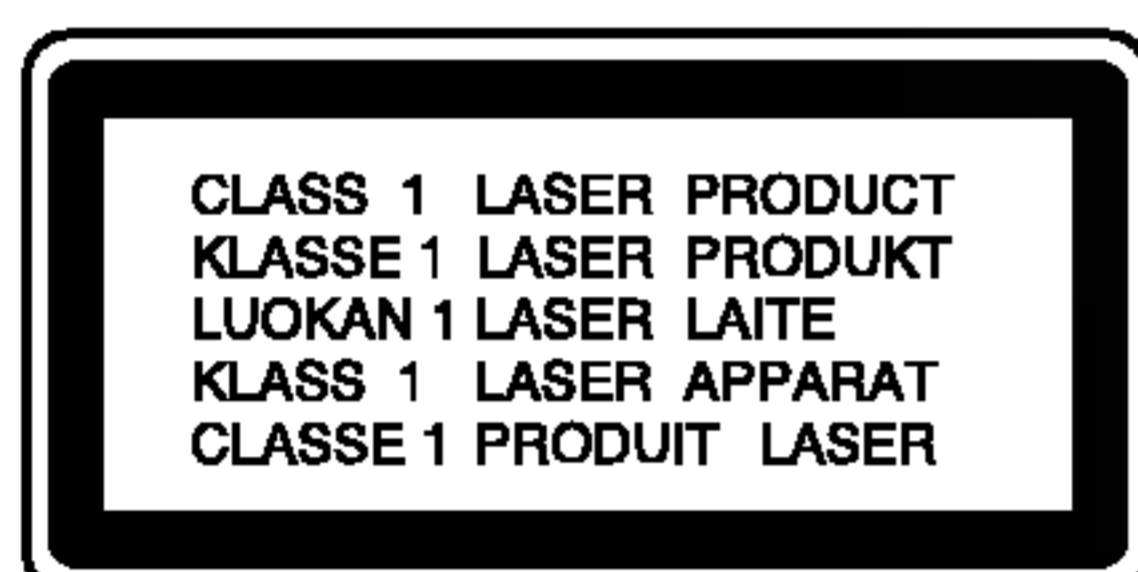 CLASS 1 LASER PRODUCT
KLASSE 1 LASER PRODUKT
LUOKAN 1 LASER LAITE
KLASS 1 LASER APPARAT
CLASSE 1 PRODUIT LASER